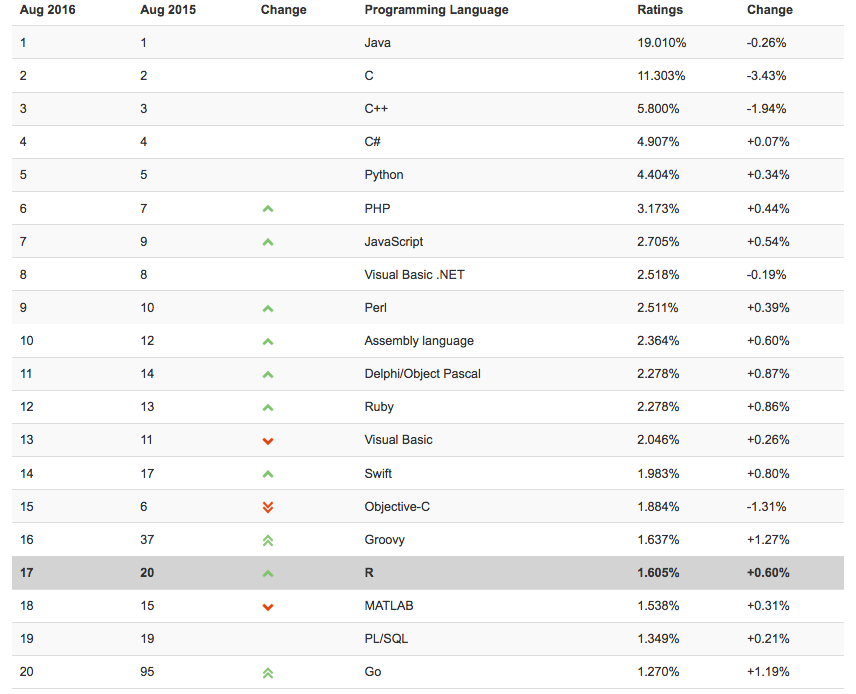 Aug 2016 Aug 2015 Change Programming Language Ratings Change
1 1 Java 19.010% -0.26%
2 2 C 11.303% -3.43%
3 3 C++ 5.800% -1.94%
4 4 C# 4.907% +0.07%
5 5 Python 4.404% +0.34%
6 7 PHP 3.173% +0.44%
7 9 JavaScript 2.705% +0.54%
8 8 Visual Basic .NET 2.518% -0.19%
9 10 Perl 2.511% +0.39%
10 12 Assembly language 2.364% +0.60%
11 14 Delphi/Object Pascal 2.278% +0.87%
12 13 Ruby 2.278% +0.86%
13 11 Visual Basic 2.046% +0.26%
14 17 Swift 1.983% +0.80%
15 6 Objective-C 1.884% -1.31%
16 37 Groovy 1.637% +1.27%
17 20 R 1.605% +0.60%
18 15 MATLAB 1.538% +0.31%
19 19 PL/SQL 1.349% +0.21%
20 95 Go 1.270% +1.19%